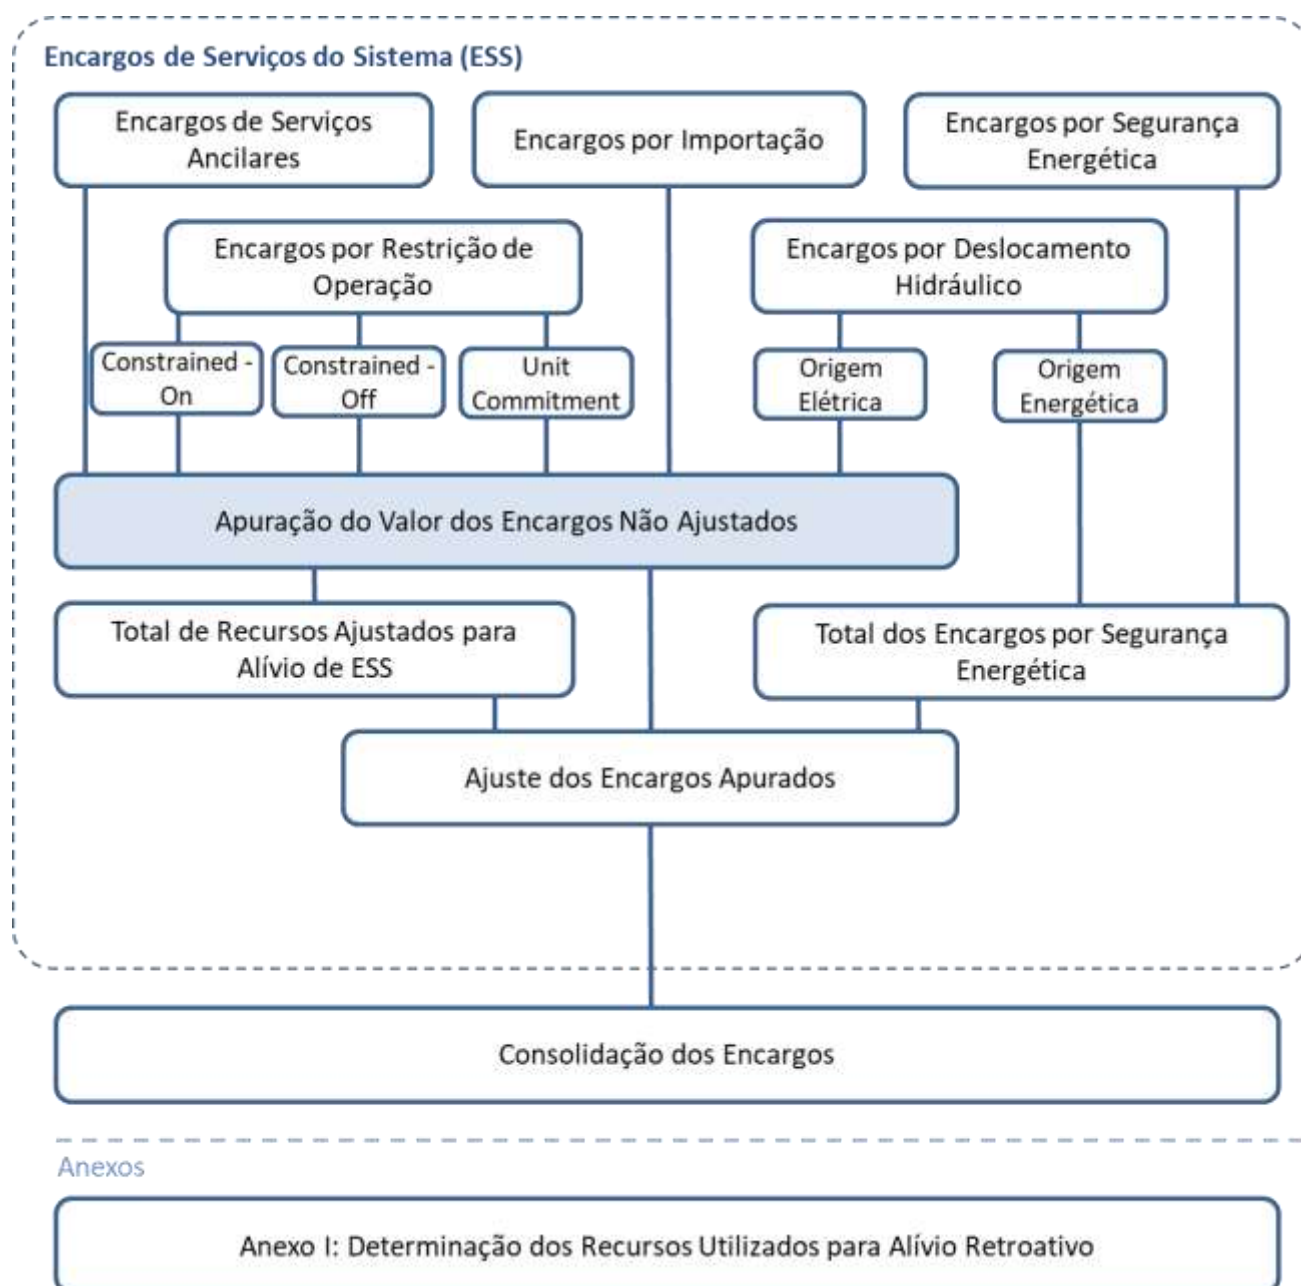 Encargos de Serviços do Sistema (ESS)
Encargos de Serviços
Ancilares
Encargos por Importação
Encargos por Segurança
Energética
Encargos por Restrição de
Operação
Encargos por Deslocamento
Hidráulico
Constrained -
On
Constrained -
Off
Unit
Commitment
Origem
Elétrica
Origem
Energética
Apuração do Valor dos Encargos Não Ajustados
Total de Recursos Ajustados para
Alívio de ESS
Total dos Encargos por Segurança
Energética
Ajuste dos Encargos Apurados
Consolidação dos Encargos
Anexos
Anexo I: Determinação dos Recursos Utilizados para Alívio Retroativo